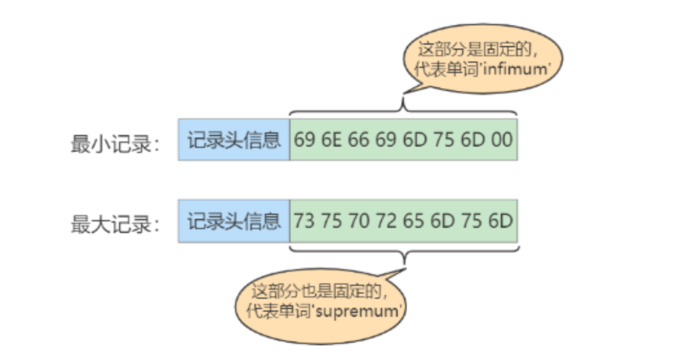 这部分是固定的，
代表单词'infimum'
最小记录：
记录头信息
69 6E 66 69 6D 75 6D 00
最大记录：
记录头信息
73 75 70 72 65 6D 75 6D
这部分也是固定的，
代表单词'supremum'